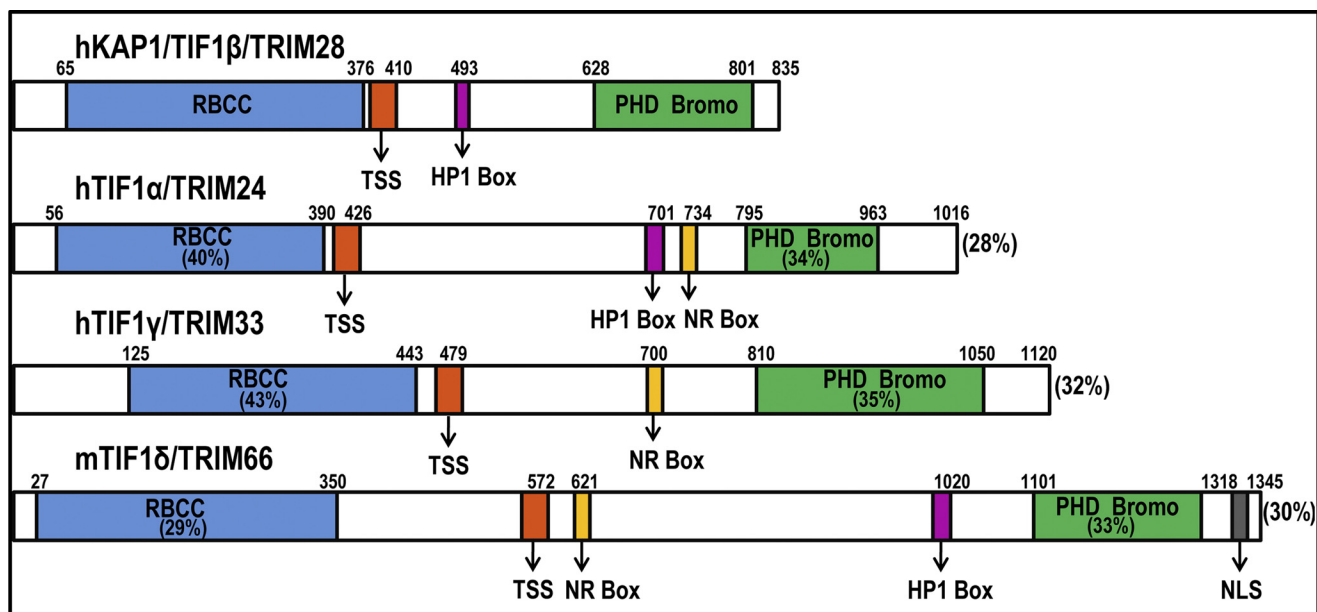 hKAP1/TIF1β/TRIM28
65 376 410 493 628 801 835
RBCC PHD Bromo
TSS HP1 Box
hTIF1α/TRIM24
56 390 426 701 734 795 963 1016
RBCC PHD Bromo (28%)
(40%) (34%)
TSS HP1 Box NR Box
hTIF1γ/TRIM33
125 443 479 700 810 1050 1120
RBCC PHD Bromo (32%)
(43%) (35%)
TSS NR Box
mTIF1δ/TRIM66
27 350 572 621 1020 1101 1318 1345
RBCC PHD Bromo (30%)
(29%) (33%)
TSS NR Box HP1 Box NLS